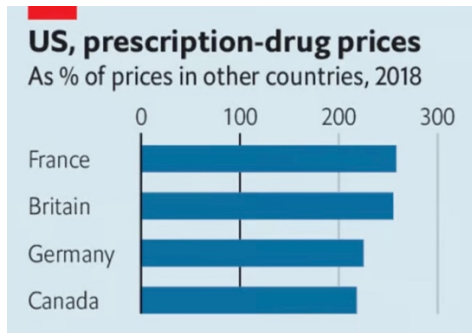 US, prescription-drug prices
As % of prices in other countries, 2018
0 100 200 300
France
Britain
Germany
Canada